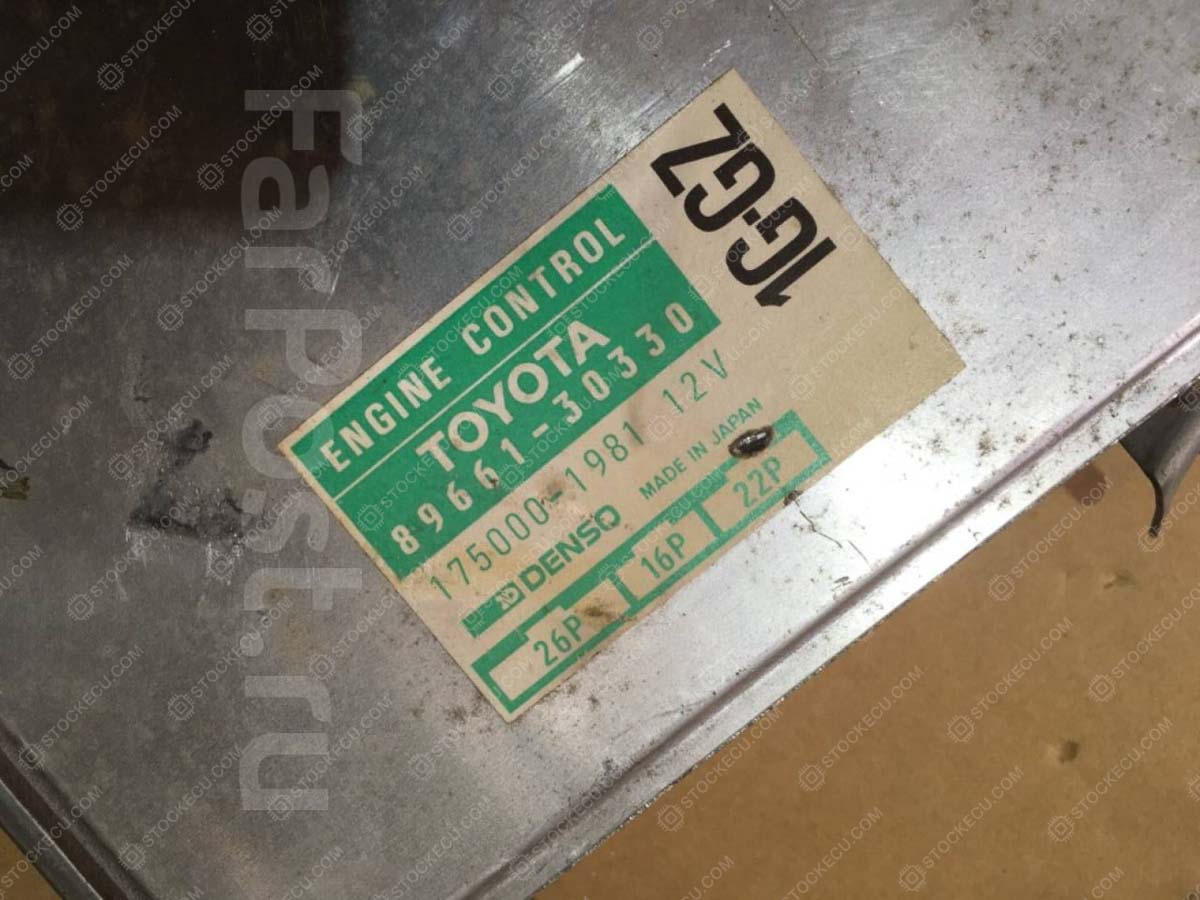 ENGINE CONTROL
TOYOTA
89661-30330
175000-1981 12V
DENSO MADE IN JAPAN
26P 16P 22P
1G-GZ
FarPost.ru
STOCKECU.COM